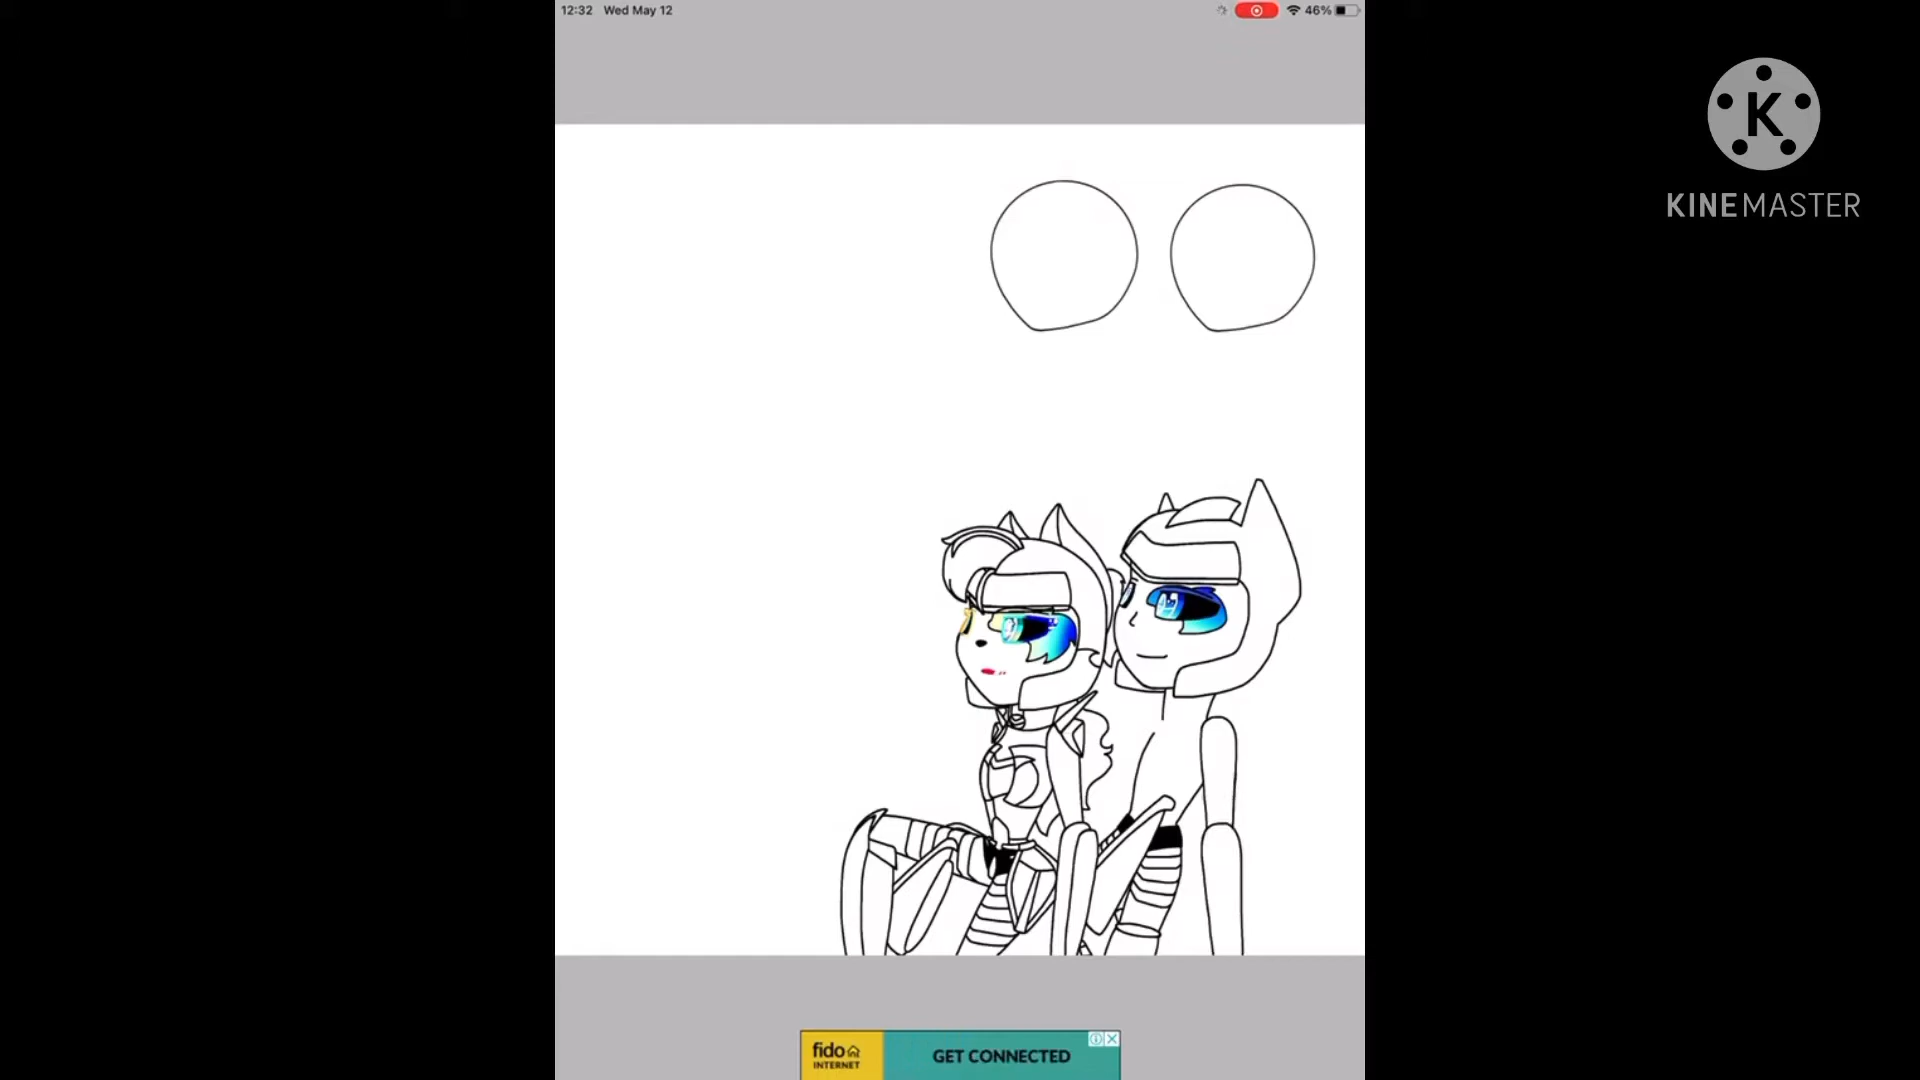 12:32 Wed May 12
46%
K
KINEMASTER
fido
INTERNET
GET CONNECTED